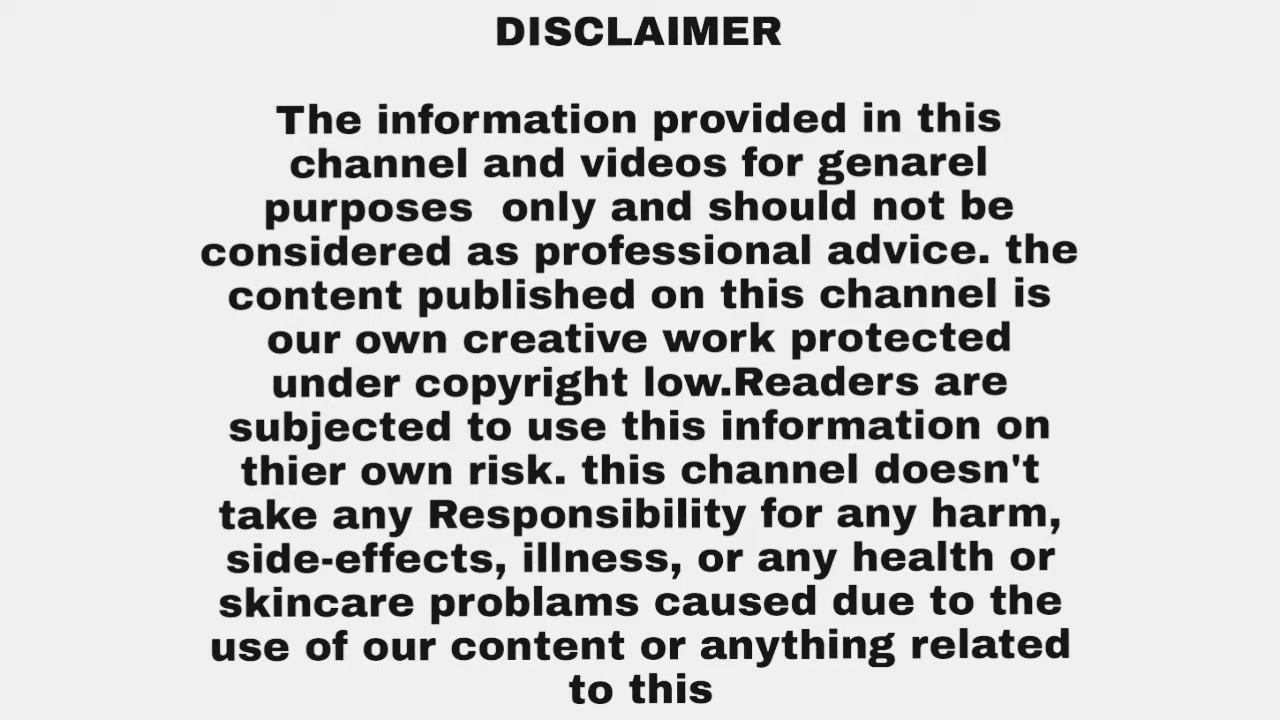 DISCLAIMER
The information provided in this
channel and videos for genarel
purposes only and should not be
considered as professional advice. the
content published on this channel is
our own creative work protected
under copyright low.Readers are
subjected to use this information on
thier own risk. this channel doesn't
take any Responsibility for any harm,
side-effects, illness, or any health or
skincare problams caused due to the
use of our content or anything related
to this